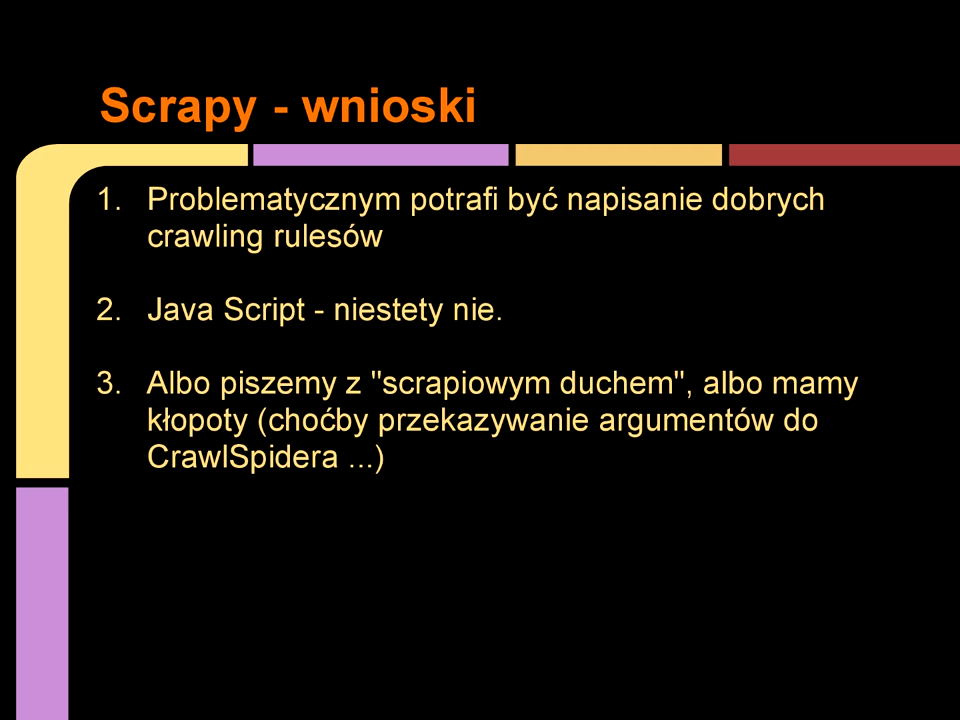 Scrapy - wnioski
1. Problematycznym potrafi być napisanie dobrych
crawling rulesów
2. Java Script - niestety nie.
3. Albo piszemy z "scrapiowym duchem", albo mamy
kłopoty (choćby przekazywanie argumentów do
CrawlSpidera ...)